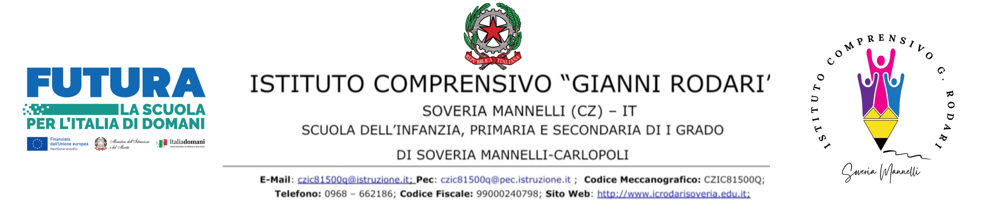 FUTURA
LA SCUOLA
PER L'ITALIA DI DOMANI
Finanziato
dall'Unione europea
NextGenerationEU
Ministero dell'Istruzione
e del Merito
Italiadomani
PIANO NAZIONALE DI RIPRESA E RESILIENZA
REPVBBLICA ITALIANA
ISTITUTO COMPRENSIVO “GIANNI RODARI”
SOVERIA MANNELLI (CZ) – IT
SCUOLA DELL’INFANZIA, PRIMARIA E SECONDARIA DI I GRADO
DI SOVERIA MANNELLI-CARLOPOLI
E-Mail: czic81500q@istruzione.it; Pec: czic81500q@pec.istruzione.it ; Codice Meccanografico: CZIC81500Q;
Telefono: 0968 – 662186; Codice Fiscale: 99000240798; Sito Web: http://www.icrodarisoveria.edu.it;
ISTITUTO COMPRENSIVO G. RODARI
Soveria Mannelli